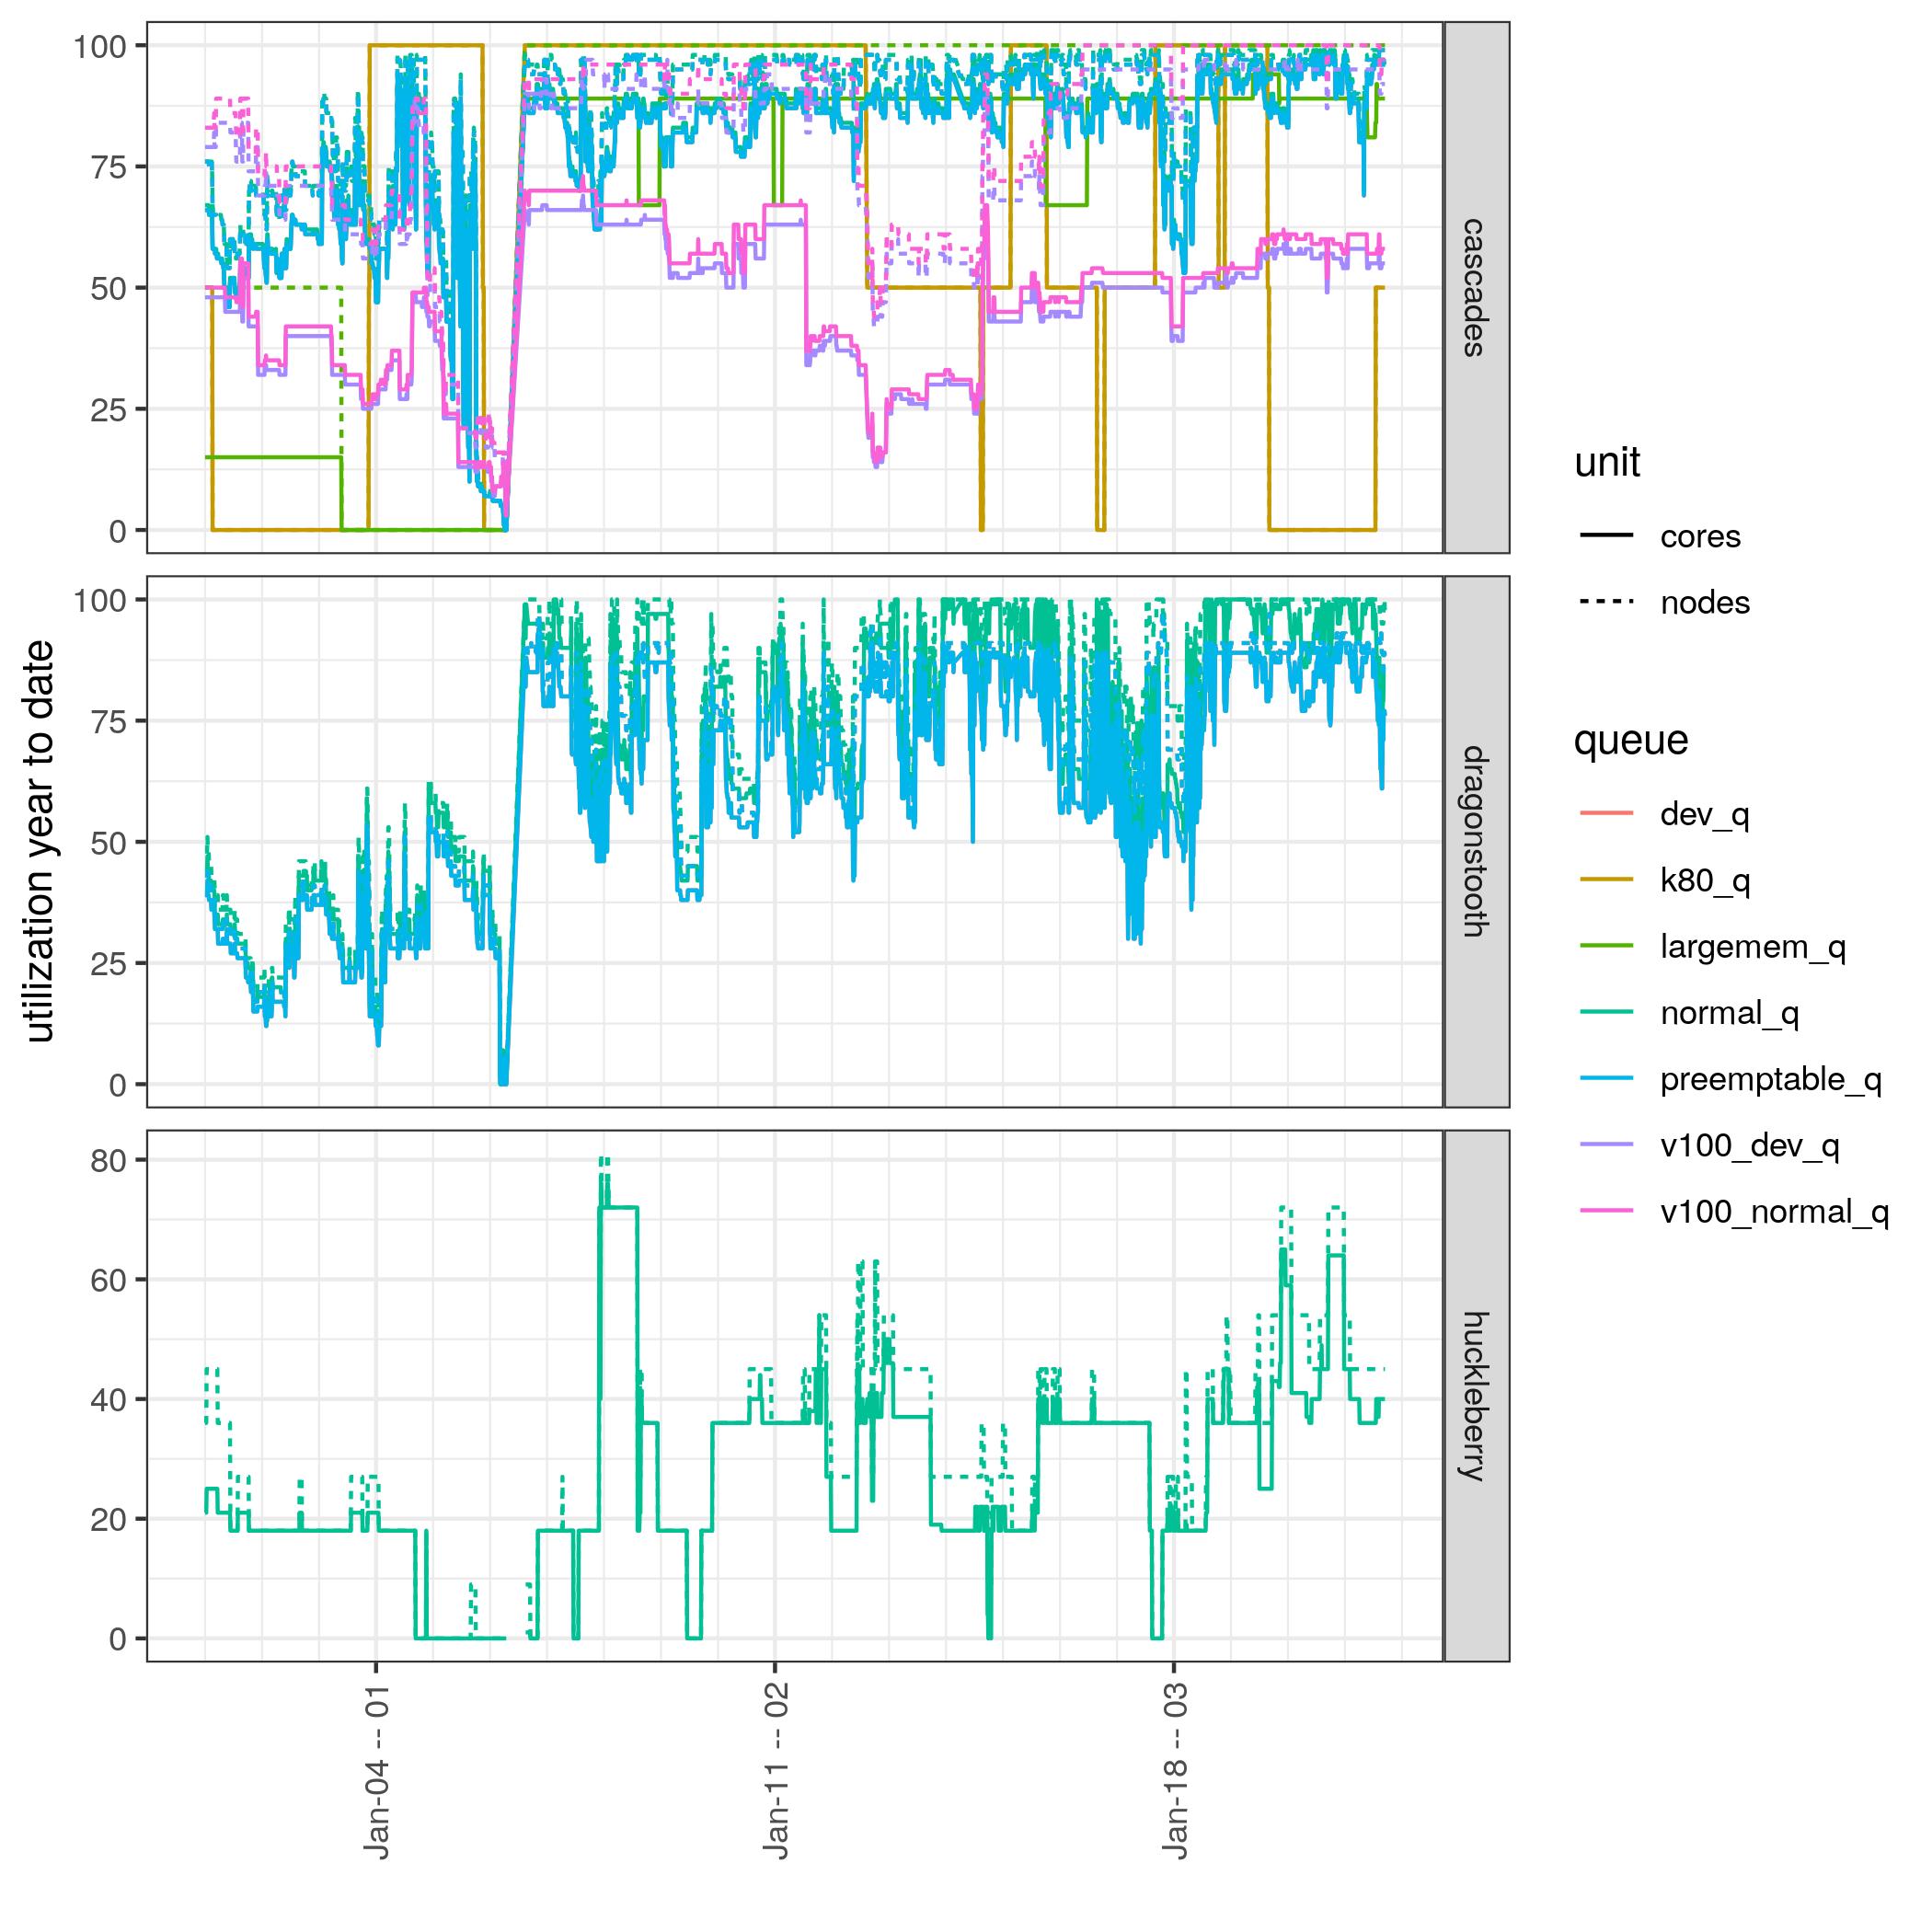 utilization year to date
100
75
50
25
0
cascades
100
75
50
25
0
dragonstooth
80
60
40
20
0
huckleberry
Jan-04 -- 01
Jan-11 -- 02
Jan-18 -- 03
unit
cores
nodes
queue
dev_q
k80_q
largemem_q
normal_q
preemptable_q
v100_dev_q
v100_normal_q